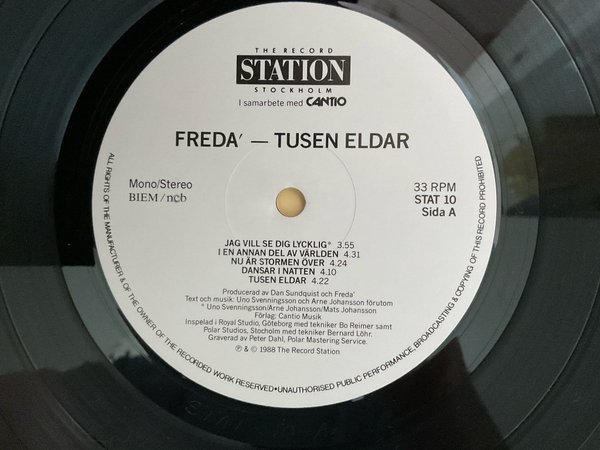 THE RECORD
STATION
STOCKHOLM
I samarbete med CANTIO
FREDA' — TUSEN ELDAR
Mono/Stereo
BIEM/ncb
33 RPM
STAT 10
Sida A
JAG VILL SE DIG LYCKLIG* 3.55
I EN ANNAN DEL AV VÄRLDEN 4.31
NU ÄR STORMEN ÖVER 4.24
DANSAR I NATTEN 4.10
TUSEN ELDAR 4.22
Producerad av Dan Sundquist och Freda'
Text och musik: Uno Svenningsson och Arne Johansson förutom
* Uno Svenningsson/Arne Johansson/Mats Johansson
Förlag: Cantio Musik
Inspelad i Royal Studio, Göteborg med tekniker Bo Reimer samt
Polar Studios, Stocholm med tekniker Bernard Löhr.
Graverad av Peter Dahl, Polar Mastering Service.
℗ & © 1988 The Record Station
ALL RIGHTS OF THE MANUFACTURER & OF THE OWNER OF THE RECORDED WORK RESERVED•UNAUTHORISED PUBLIC PERFORMANCE, BROADCASTING & COPYING OF THIS RECORD PROHIBITED